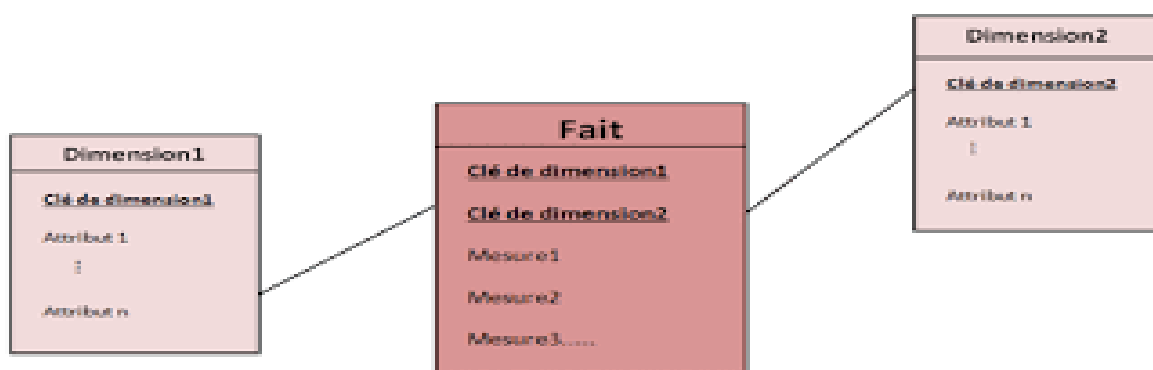 Dimension1
Clé de dimension1
Attribut 1
:
Attribut n
Fait
Clé de dimension1
Clé de dimension2
Mesure1
Mesure2
Mesure3.....
Dimension2
Clé de dimension2
Attribut 1
:
Attribut n